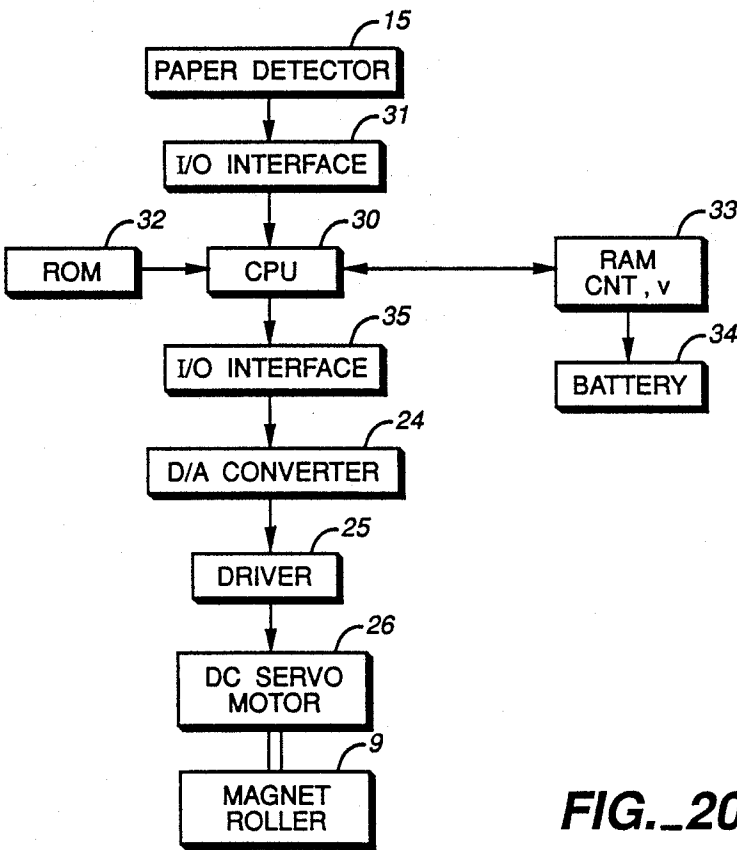 15
PAPER DETECTOR
31
I/O INTERFACE
32
ROM
30
CPU
33
RAM
CNT , v
35
I/O INTERFACE
34
BATTERY
24
D/A CONVERTER
25
DRIVER
26
DC SERVO
MOTOR
9
MAGNET
ROLLER
FIG._20